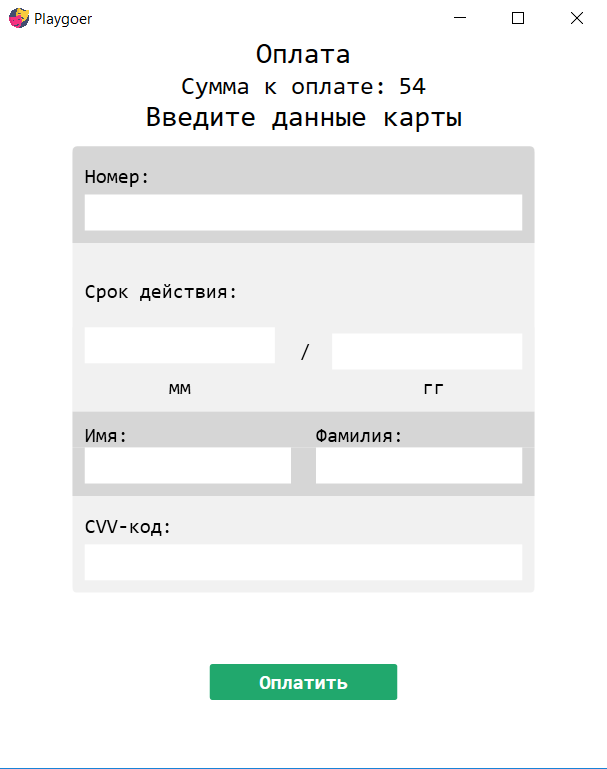 Playgoer
Оплата
Сумма к оплате: 54
Введите данные карты
Номер:
Срок действия:
/
мм гг
Имя: Фамилия:
CVV-код:
Оплатить